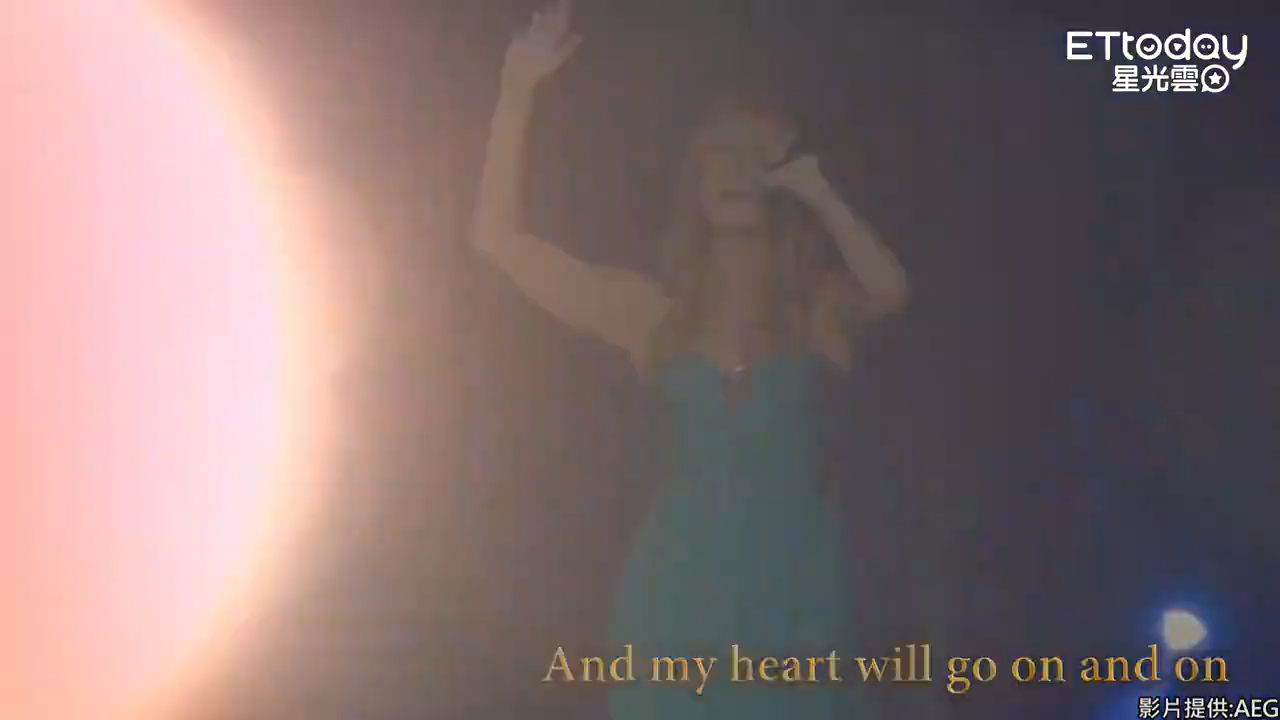 ETtoday
星光雲
And my heart will go on and on
影片提供:AEG